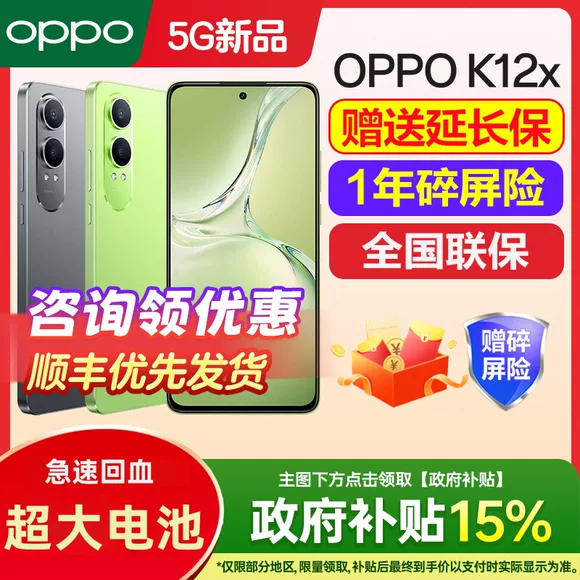 oppo
5G新品
OPPO K12x
赠送延长保
1年碎屏险
全国联保
咨询领优惠
顺丰优先发货
赠碎
屏险
急速回血
超大电池
主图下方点击领取【政府补贴】
政府补贴15%
*仅限部分地区,限量领取,补贴后最终到手价以支付时实际显示为准。